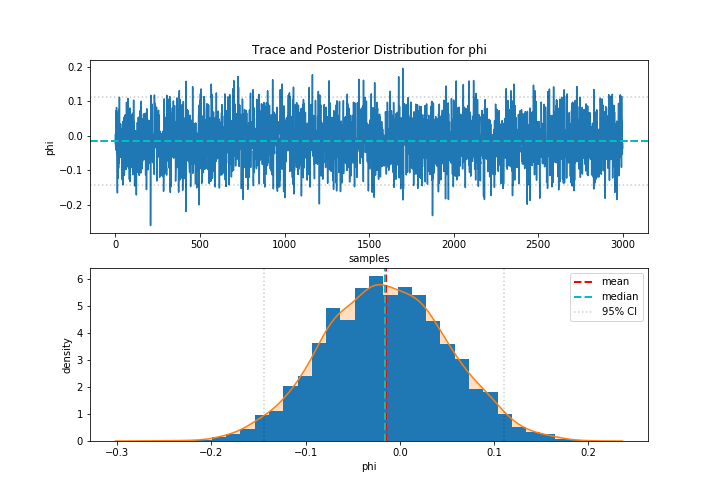 Trace and Posterior Distribution for phi
0.2
0.1
0.0
−0.1
−0.2
phi
0 500 1000 1500 2000 2500 3000
samples
mean
median
95% CI
6
5
4
3
2
1
0
density
−0.3 −0.2 −0.1 0.0 0.1 0.2
phi